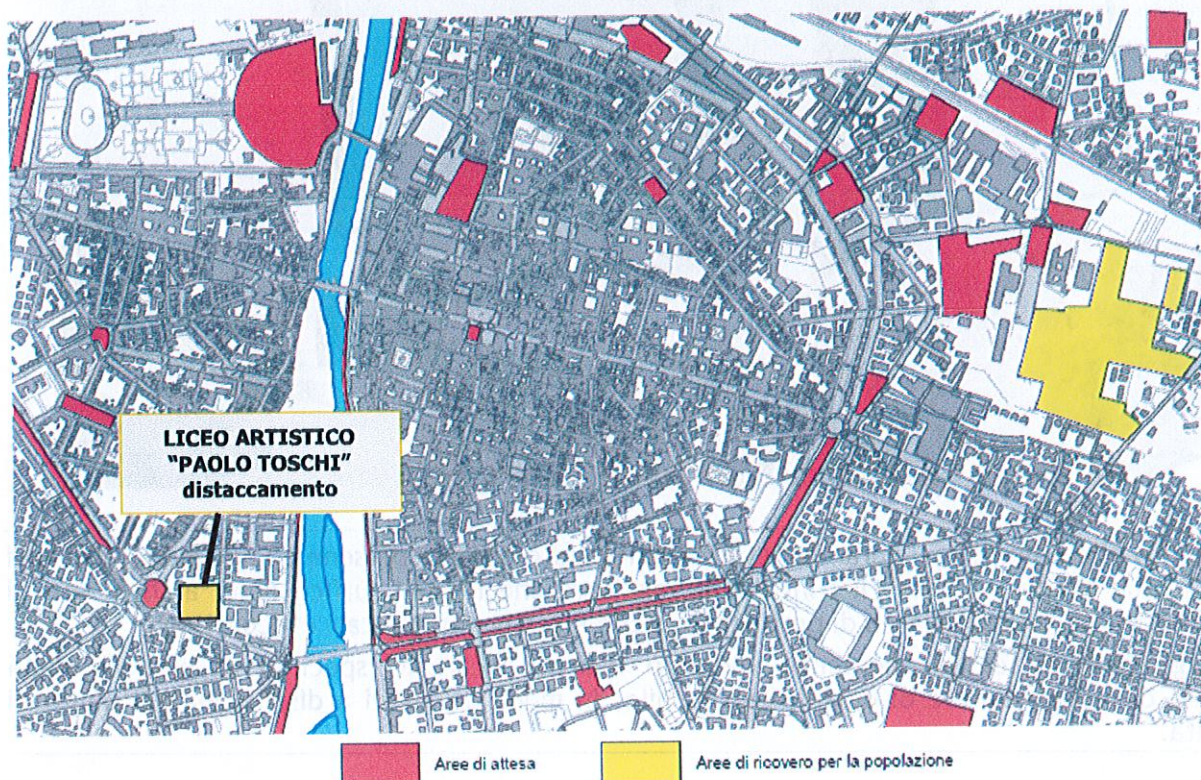 LICEO ARTISTICO
"PAOLO TOSCHI"
distaccamento
Aree di attesa
Aree di ricovero per la popolazione